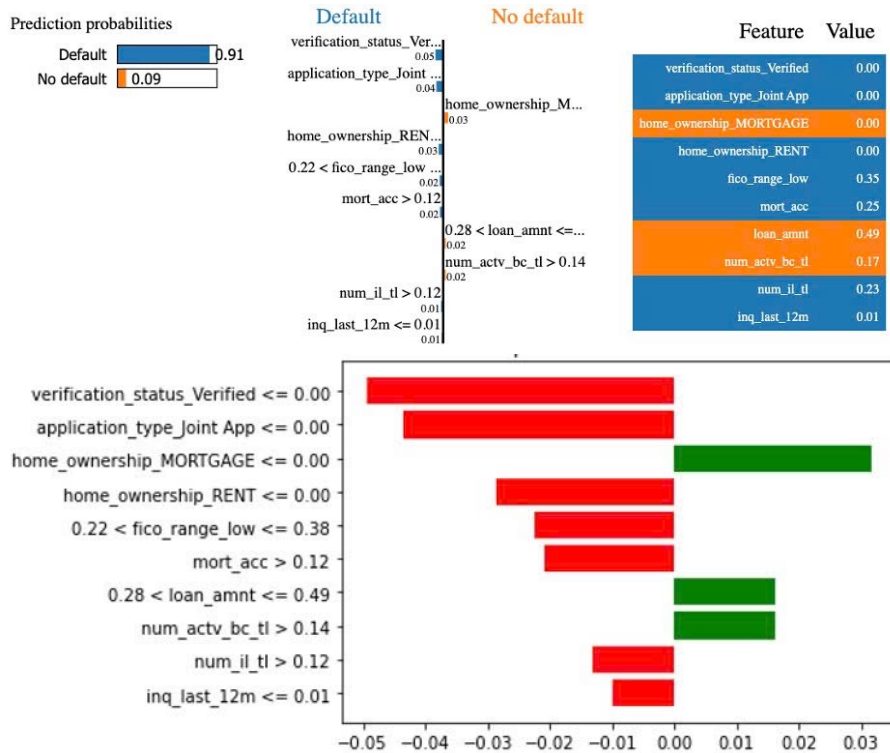 Prediction probabilities
Default 0.91
No default 0.09
Default No default
verification_status_Ver...
0.05
application_type_Joint ...
0.04
home_ownership_M...
0.03
home_ownership_REN...
0.03
0.22 < fico_range_low ...
0.02
mort_acc > 0.12
0.02
0.28 < loan_amnt <=...
0.02
num_actv_bc_tl > 0.14
0.02
num_il_tl > 0.12
0.01
inq_last_12m <= 0.01
0.01
Feature Value
verification_status_Verified 0.00
application_type_Joint App 0.00
home_ownership_MORTGAGE 0.00
home_ownership_RENT 0.00
fico_range_low 0.35
mort_acc 0.25
loan_amnt 0.49
num_actv_bc_tl 0.17
num_il_tl 0.23
inq_last_12m 0.01
verification_status_Verified <= 0.00
application_type_Joint App <= 0.00
home_ownership_MORTGAGE <= 0.00
home_ownership_RENT <= 0.00
0.22 < fico_range_low <= 0.38
mort_acc > 0.12
0.28 < loan_amnt <= 0.49
num_actv_bc_tl > 0.14
num_il_tl > 0.12
inq_last_12m <= 0.01
−0.05 −0.04 −0.03 −0.02 −0.01 0.00 0.01 0.02 0.03